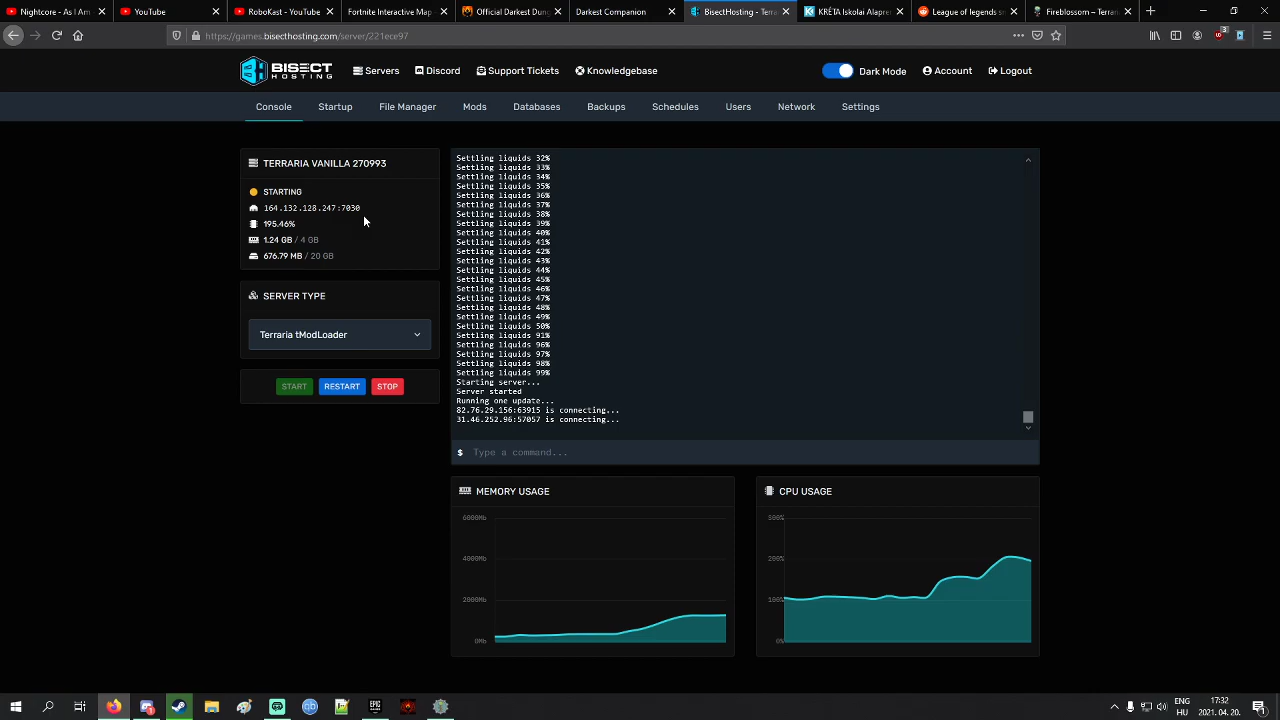 Nightcore - As I Am
YouTube
RoboKast - YouTube
Fortnite Interactive Map
Official Darkest Dung
Darkest Companion
BisectHosting - Terrar
KRÉTA Iskolai Alapren
League of legends sm
Fireblossom – Terrari
https://games.bisecthosting.com/server/221ece97
3
BISECT HOSTING
Servers
Discord
Support Tickets
Knowledgebase
Dark Mode
Account
Logout
Console
Startup
File Manager
Mods
Databases
Backups
Schedules
Users
Network
Settings
TERRARIA VANILLA 270993
STARTING
164.132.128.247:7030
195.46%
1.24 GB / 4 GB
676.79 MB / 20 GB
SERVER TYPE
Terraria tModLoader
START
RESTART
STOP
Settling liquids 32%
Settling liquids 33%
Settling liquids 34%
Settling liquids 35%
Settling liquids 36%
Settling liquids 37%
Settling liquids 38%
Settling liquids 39%
Settling liquids 40%
Settling liquids 41%
Settling liquids 42%
Settling liquids 43%
Settling liquids 44%
Settling liquids 45%
Settling liquids 46%
Settling liquids 47%
Settling liquids 48%
Settling liquids 49%
Settling liquids 50%
Settling liquids 91%
Settling liquids 96%
Settling liquids 97%
Settling liquids 98%
Settling liquids 99%
Starting server...
Server started
Running one update...
82.76.29.156:63915 is connecting...
31.46.252.96:57057 is connecting...
$ Type a command...
MEMORY USAGE
6000Mb
4000Mb
2000Mb
0Mb
CPU USAGE
300%
200%
100%
0%
ENG
HU
17:32
2021. 04. 20.